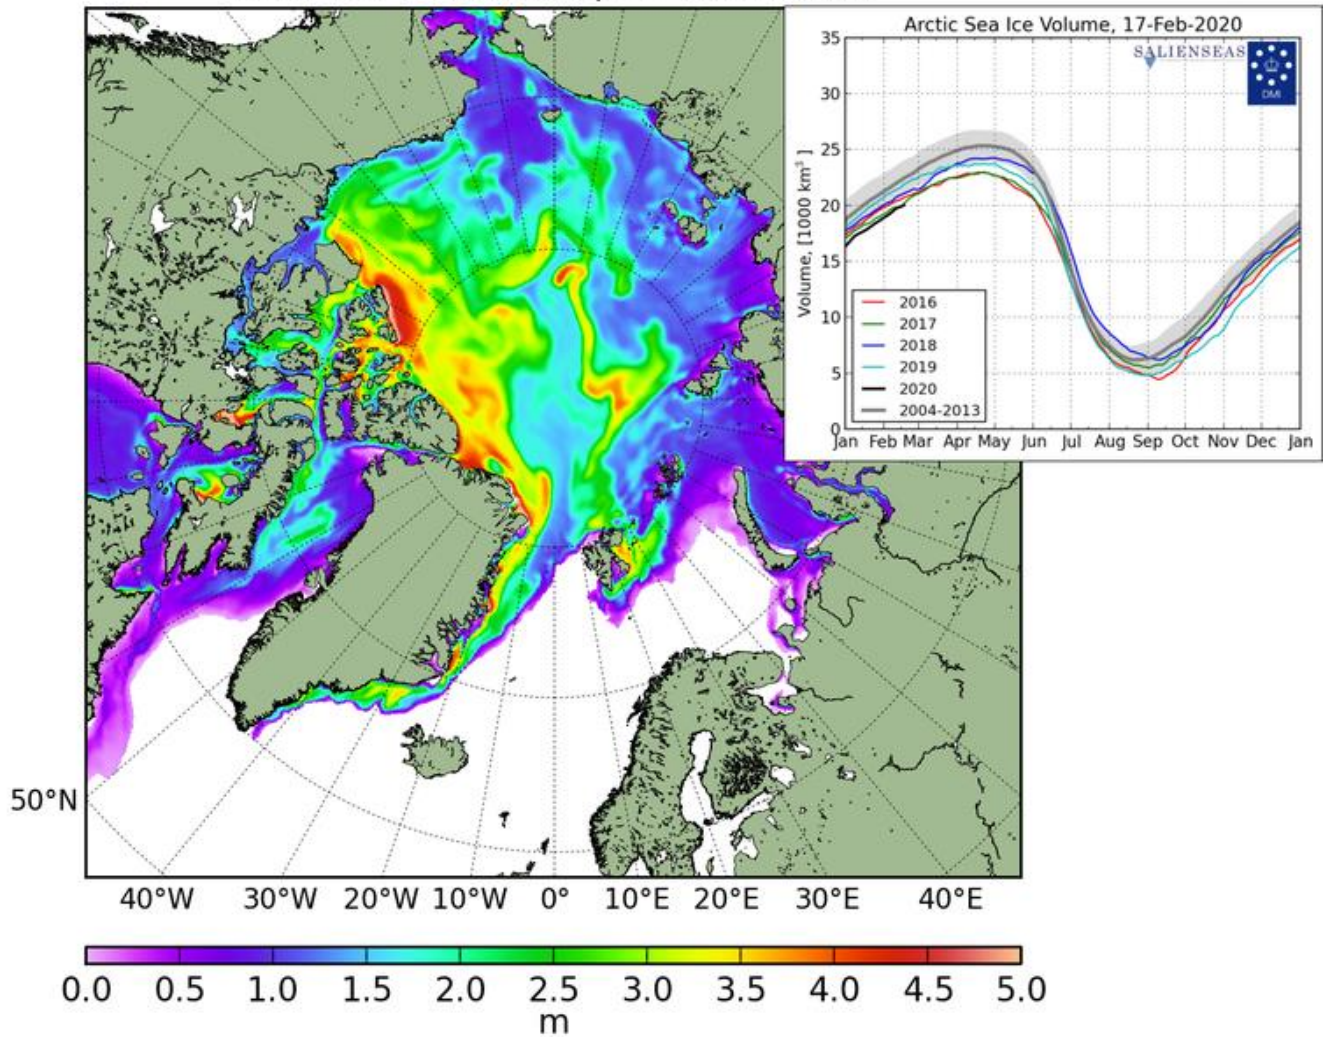 Arctic Sea Ice Volume, 17-Feb-2020
SALIENSEAS
DMI
Volume, [1000 km³ ]
35
30
25
20
15
10
5
0
2016
2017
2018
2019
2020
2004-2013
Jan Feb Mar Apr May Jun Jul Aug Sep Oct Nov Dec Jan
50°N
40°W 30°W 20°W 10°W 0° 10°E 20°E 30°E 40°E
0.0 0.5 1.0 1.5 2.0 2.5 3.0 3.5 4.0 4.5 5.0
m